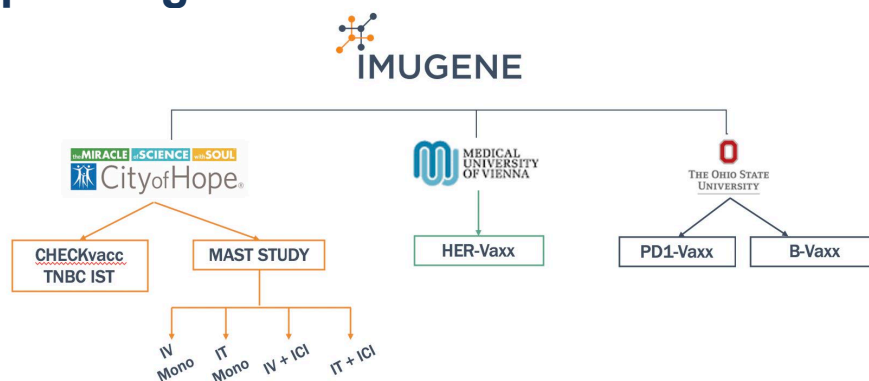 IMUGENE
the MIRACLE of SCIENCE with SOUL
CityofHope®
MEDICAL
UNIVERSITY
OF VIENNA
THE OHIO STATE
UNIVERSITY
CHECKvacc
TNBC IST
MAST STUDY
HER-Vaxx
PD1-Vaxx
B-Vaxx
IV
Mono
IT
Mono
IV + ICI
IT + ICI